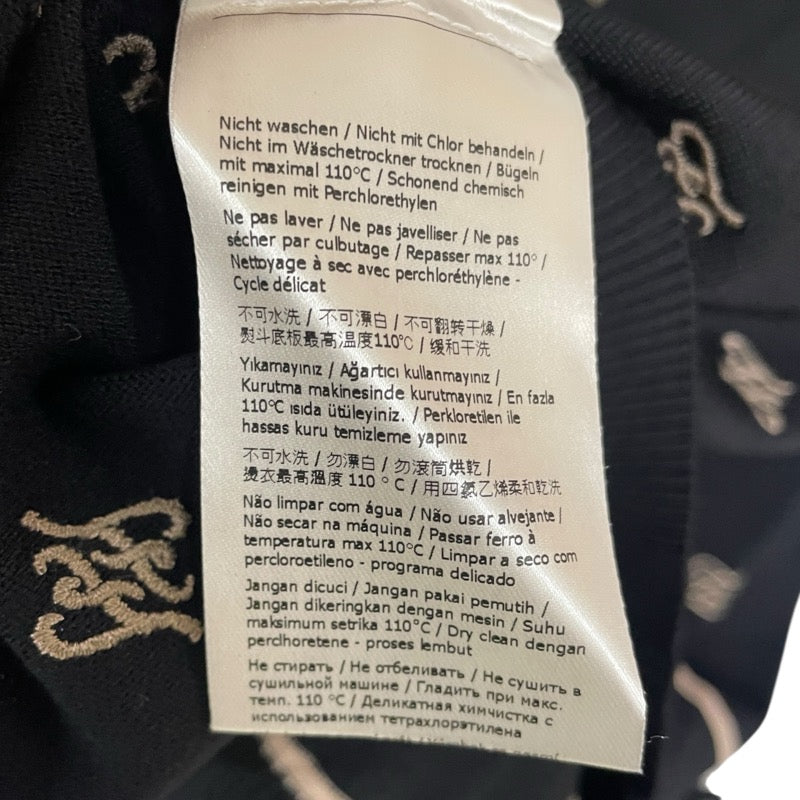 Nicht waschen / Nicht mit Chlor behandeln /
Nicht im Wäschetrockner trocknen / Bügeln
mit maximal 110°C / Schonend chemisch
reinigen mit Perchlorethylen
Ne pas laver / Ne pas javelliser / Ne pas
sécher par culbutage / Repasser max 110° /
Nettoyage à sec avec perchloréthylène -
Cycle délicat
不可水洗 / 不可漂白 / 不可翻转干燥 /
熨斗底板最高温度110°C / 缓和干洗
Yıkamayınız / Ağartıcı kullanmayınız /
Kurutma makinesinde kurutmayınız / En fazla
110°C ısıda ütüleyiniz. / Perkloretilen ile
hassas kuru temizleme yapınız
不可水洗 / 勿漂白 / 勿滾筒烘乾 /
燙衣最高溫度 110 ° C / 用四氯乙烯柔和乾洗
Não limpar com água / Não usar alvejante /
Não secar na máquina / Passar ferro à
temperatura max 110°C / Limpar a seco com
percloroetileno - programa delicado
Jangan dicuci / Jangan pakai pemutih /
Jangan dikeringkan dengan mesin / Suhu
maksimum setrika 110°C / Dry clean dengan
perclhoretene - proses lembut
Не стирать / Не отбеливать / Не сушить в
сушильной машине / Гладить при макс.
темп. 110 °C / Деликатная химчистка с
использованием тетрахлорэтилена